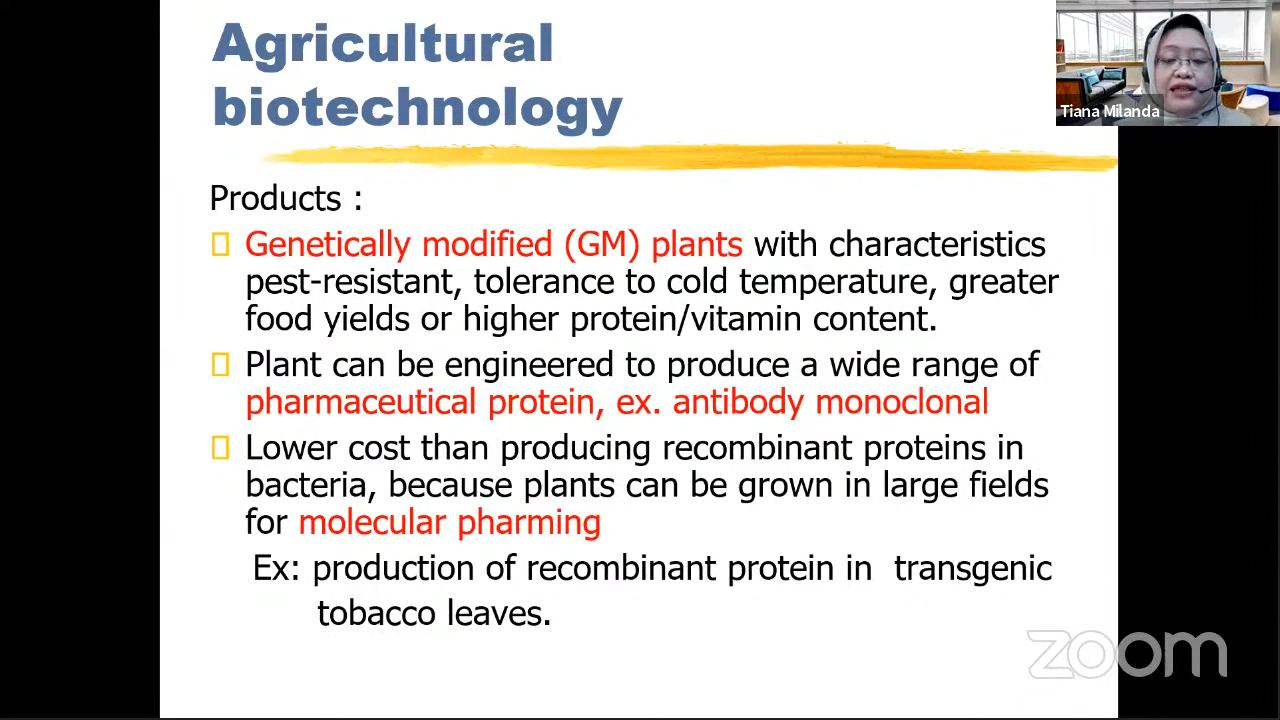 Agricultural
biotechnology
Tiana Milanda
Products :
Genetically modified (GM) plants with characteristics
pest-resistant, tolerance to cold temperature, greater
food yields or higher protein/vitamin content.
Plant can be engineered to produce a wide range of
pharmaceutical protein, ex. antibody monoclonal
Lower cost than producing recombinant proteins in
bacteria, because plants can be grown in large fields
for molecular pharming
Ex: production of recombinant protein in transgenic
tobacco leaves.
zoom